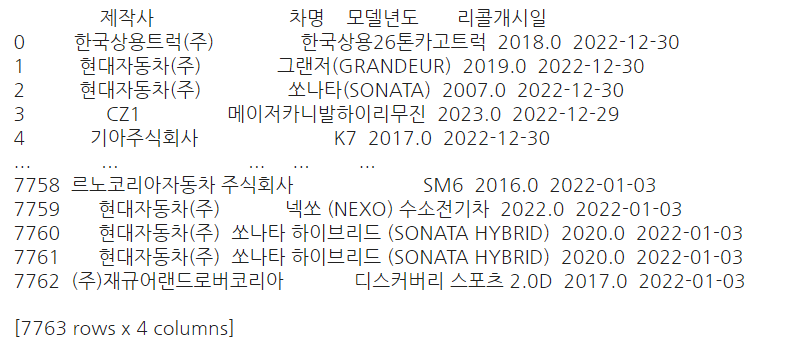 제작사 차명 모델년도 리콜개시일
0 한국상용트럭(주) 한국상용26톤카고트럭 2018.0 2022-12-30
1 현대자동차(주) 그랜저(GRANDEUR) 2019.0 2022-12-30
2 현대자동차(주) 쏘나타(SONATA) 2007.0 2022-12-30
3 CZ1 메이저카니발하이리무진 2023.0 2022-12-29
4 기아주식회사 K7 2017.0 2022-12-30
... ... ... ... ...
7758 르노코리아자동차 주식회사 SM6 2016.0 2022-01-03
7759 현대자동차(주) 넥쏘 (NEXO) 수소전기차 2022.0 2022-01-03
7760 현대자동차(주) 쏘나타 하이브리드 (SONATA HYBRID) 2020.0 2022-01-03
7761 현대자동차(주) 쏘나타 하이브리드 (SONATA HYBRID) 2020.0 2022-01-03
7762 (주)재규어랜드로버코리아 디스커버리 스포츠 2.0D 2017.0 2022-01-03
[7763 rows x 4 columns]